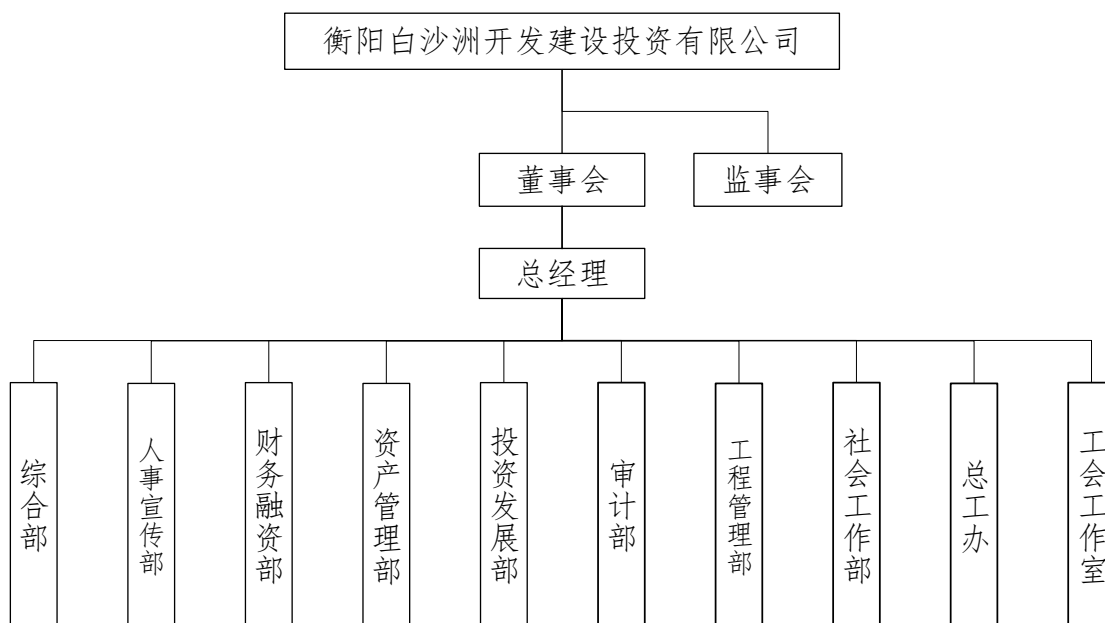 衡阳白沙洲开发建设投资有限公司
董事会
监事会
总经理
综合部
人事宣传部
财务融资部
资产管理部
投资发展部
审计部
工程管理部
社会工作部
总工办
工会工作室